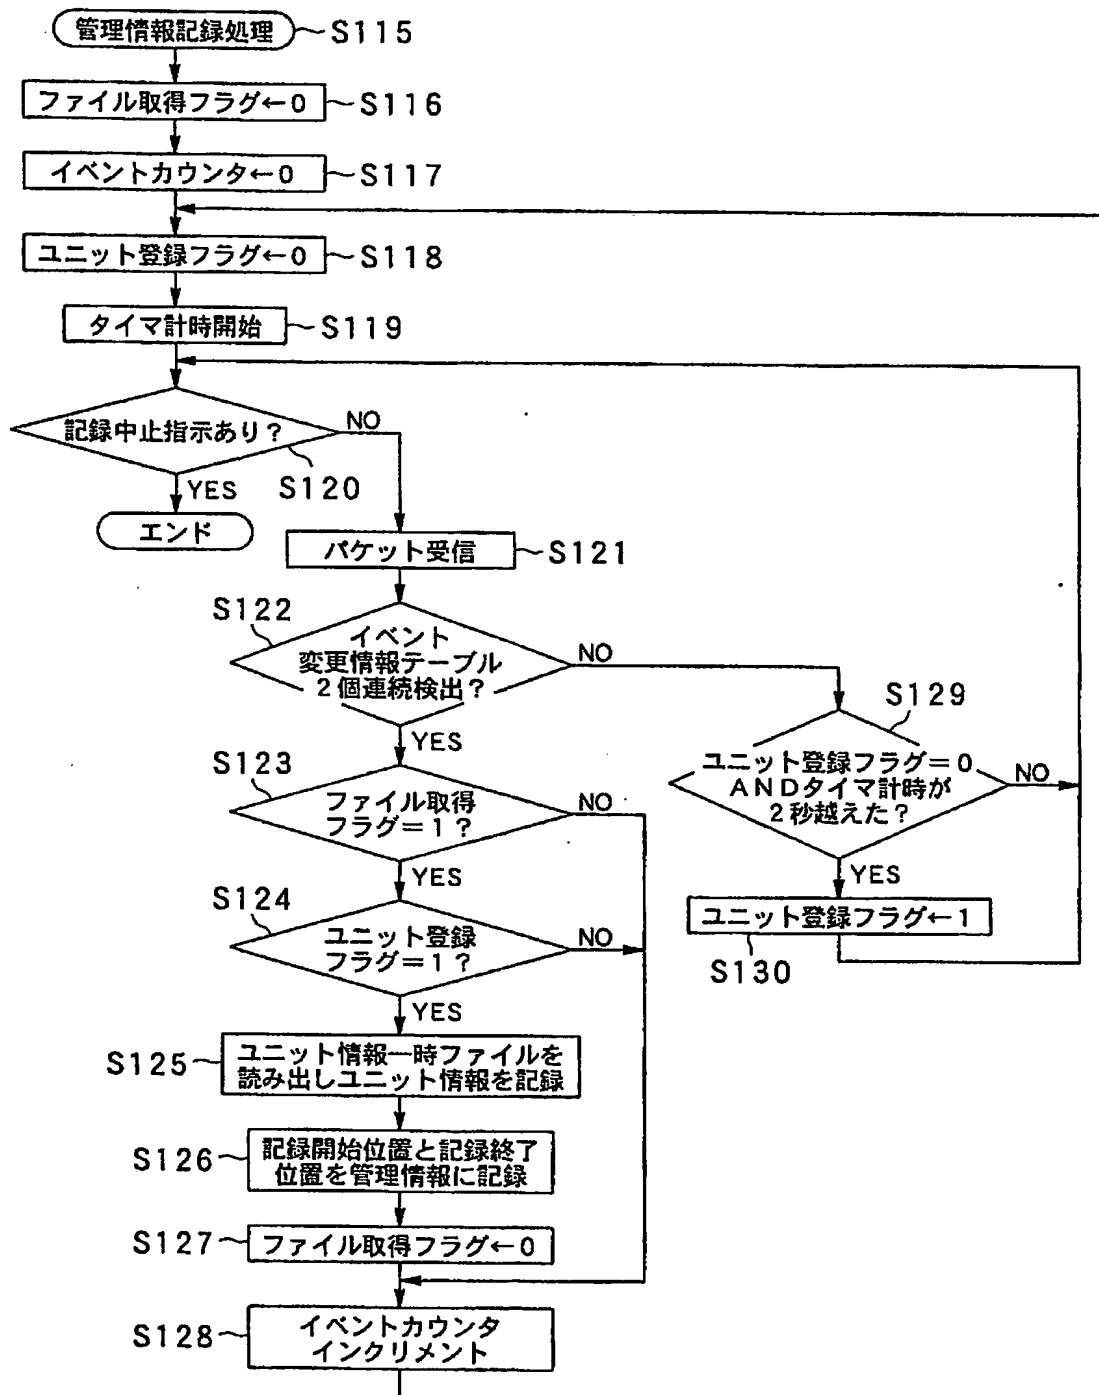 管理情報記録処理 S115
ファイル取得フラグ←0 S116
イベントカウンタ←0 S117
ユニット登録フラグ←0 S118
タイマ計時開始 S119
記録中止指示あり？ NO
S120
YES
エンド
パケット受信 S121
S122
イベント
変更情報テーブル
2個連続検出？
NO
YES
S129
ユニット登録フラグ＝0
ANDタイマ計時が
2秒越えた？
NO
YES
ユニット登録フラグ←1
S130
S123
ファイル取得
フラグ＝1？
NO
YES
S124
ユニット登録
フラグ＝1？
NO
YES
S125
ユニット情報一時ファイルを
読み出しユニット情報を記録
S126
記録開始位置と記録終了
位置を管理情報に記録
S127 ファイル取得フラグ←0
S128
イベントカウンタ
インクリメント